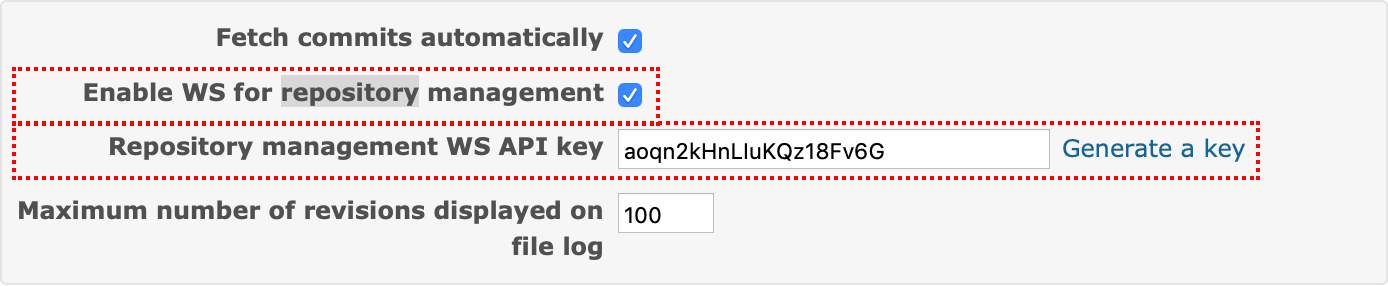 Fetch commits automatically
Enable WS for repository management
Repository management WS API key aoqn2kHnLIuKQz18Fv6G Generate a key
Maximum number of revisions displayed on 100
file log